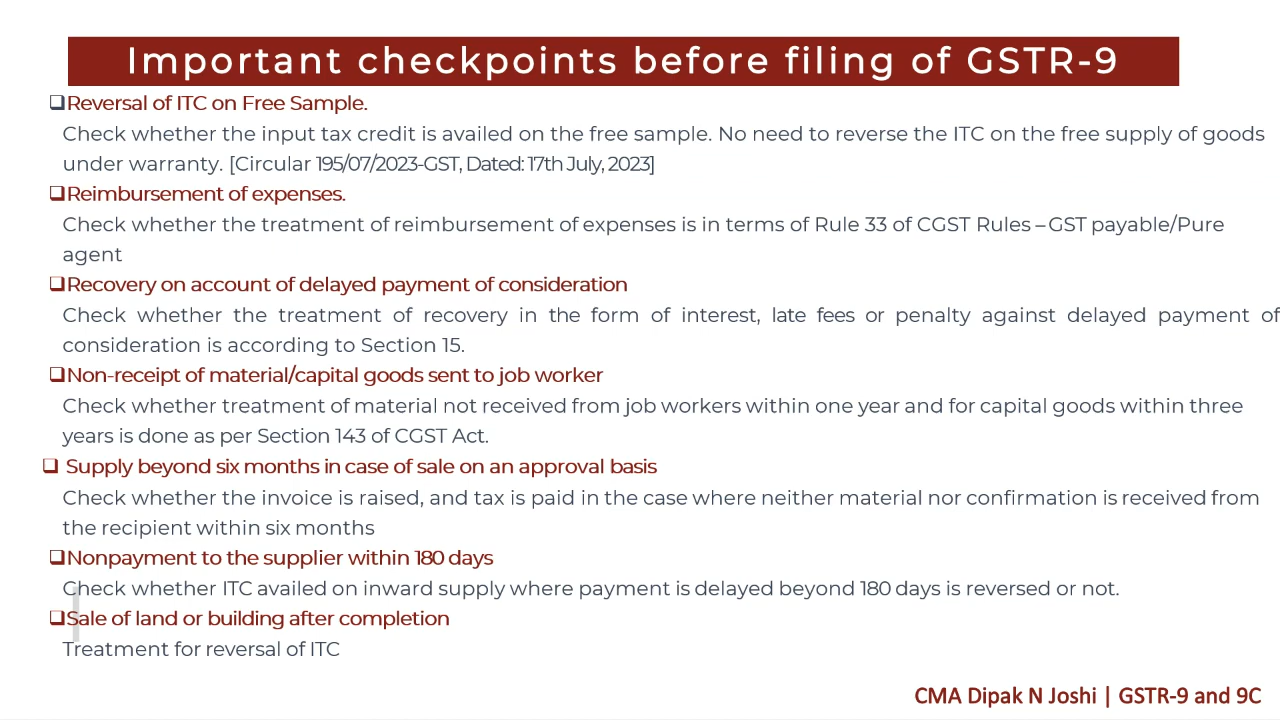 Important checkpoints before filing of GSTR-9
❑Reversal of ITC on Free Sample.
Check whether the input tax credit is availed on the free sample. No need to reverse the ITC on the free supply of goods
under warranty. [Circular 195/07/2023-GST, Dated: 17th July, 2023]
❑Reimbursement of expenses.
Check whether the treatment of reimbursement of expenses is in terms of Rule 33 of CGST Rules – GST payable/Pure
agent
❑Recovery on account of delayed payment of consideration
Check whether the treatment of recovery in the form of interest, late fees or penalty against delayed payment of
consideration is according to Section 15.
❑Non-receipt of material/capital goods sent to job worker
Check whether treatment of material not received from job workers within one year and for capital goods within three
years is done as per Section 143 of CGST Act.
❑ Supply beyond six months in case of sale on an approval basis
Check whether the invoice is raised, and tax is paid in the case where neither material nor confirmation is received from
the recipient within six months
❑Nonpayment to the supplier within 180 days
Check whether ITC availed on inward supply where payment is delayed beyond 180 days is reversed or not.
❑Sale of land or building after completion
Treatment for reversal of ITC
CMA Dipak N Joshi | GSTR-9 and 9C